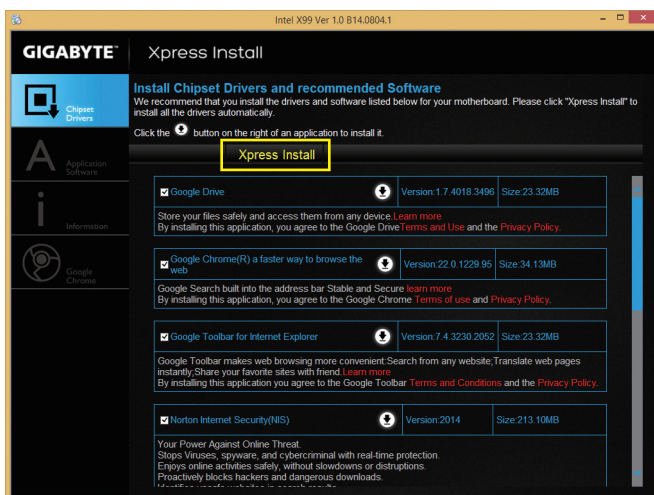 Intel X99 Ver 1.0 B14.0804.1
GIGABYTE™
Xpress Install
Chipset
Drivers
Application
Software
Information
Google
Chrome
Install Chipset Drivers and recommended Software
We recommend that you install the drivers and software listed below for your motherboard. Please click "Xpress Install" to
install all the drivers automatically.
Click the button on the right of an application to install it.
Xpress Install
Google Drive Version:1.7.4018.3496 Size:23.32MB
Store your files safely and access them from any device.Learn more
By installing this application, you agree to the Google DriveTerms and Use and the Privacy Policy.
Google Chrome(R) a faster way to browse the
web Version:22.0.1229.95 Size:34.13MB
Google Search built into the address bar Stable and Secure learn more
By installing this application, you agree to the Google Chrome Terms of use and Privacy Policy.
Google Toolbar for Internet Explorer Version:7.4.3230.2052 Size:23.32MB
Google Toolbar makes web browsing more convenient:Search from any website;Translate web pages
instantly;Share your favorite sites with friend.Learn more
By installing this application you agree to the Google Toolbar Terms and Conditions and the Privacy Policy.
Norton Internet Security(NIS) Version:2014 Size:213.10MB
Your Power Against Online Threat.
Stops Viruses, spyware, and cybercriminal with real-time protection.
Enjoys online activities safely, without slowdowns or distruptions.
Proactively blocks hackers and dangerous downloads.